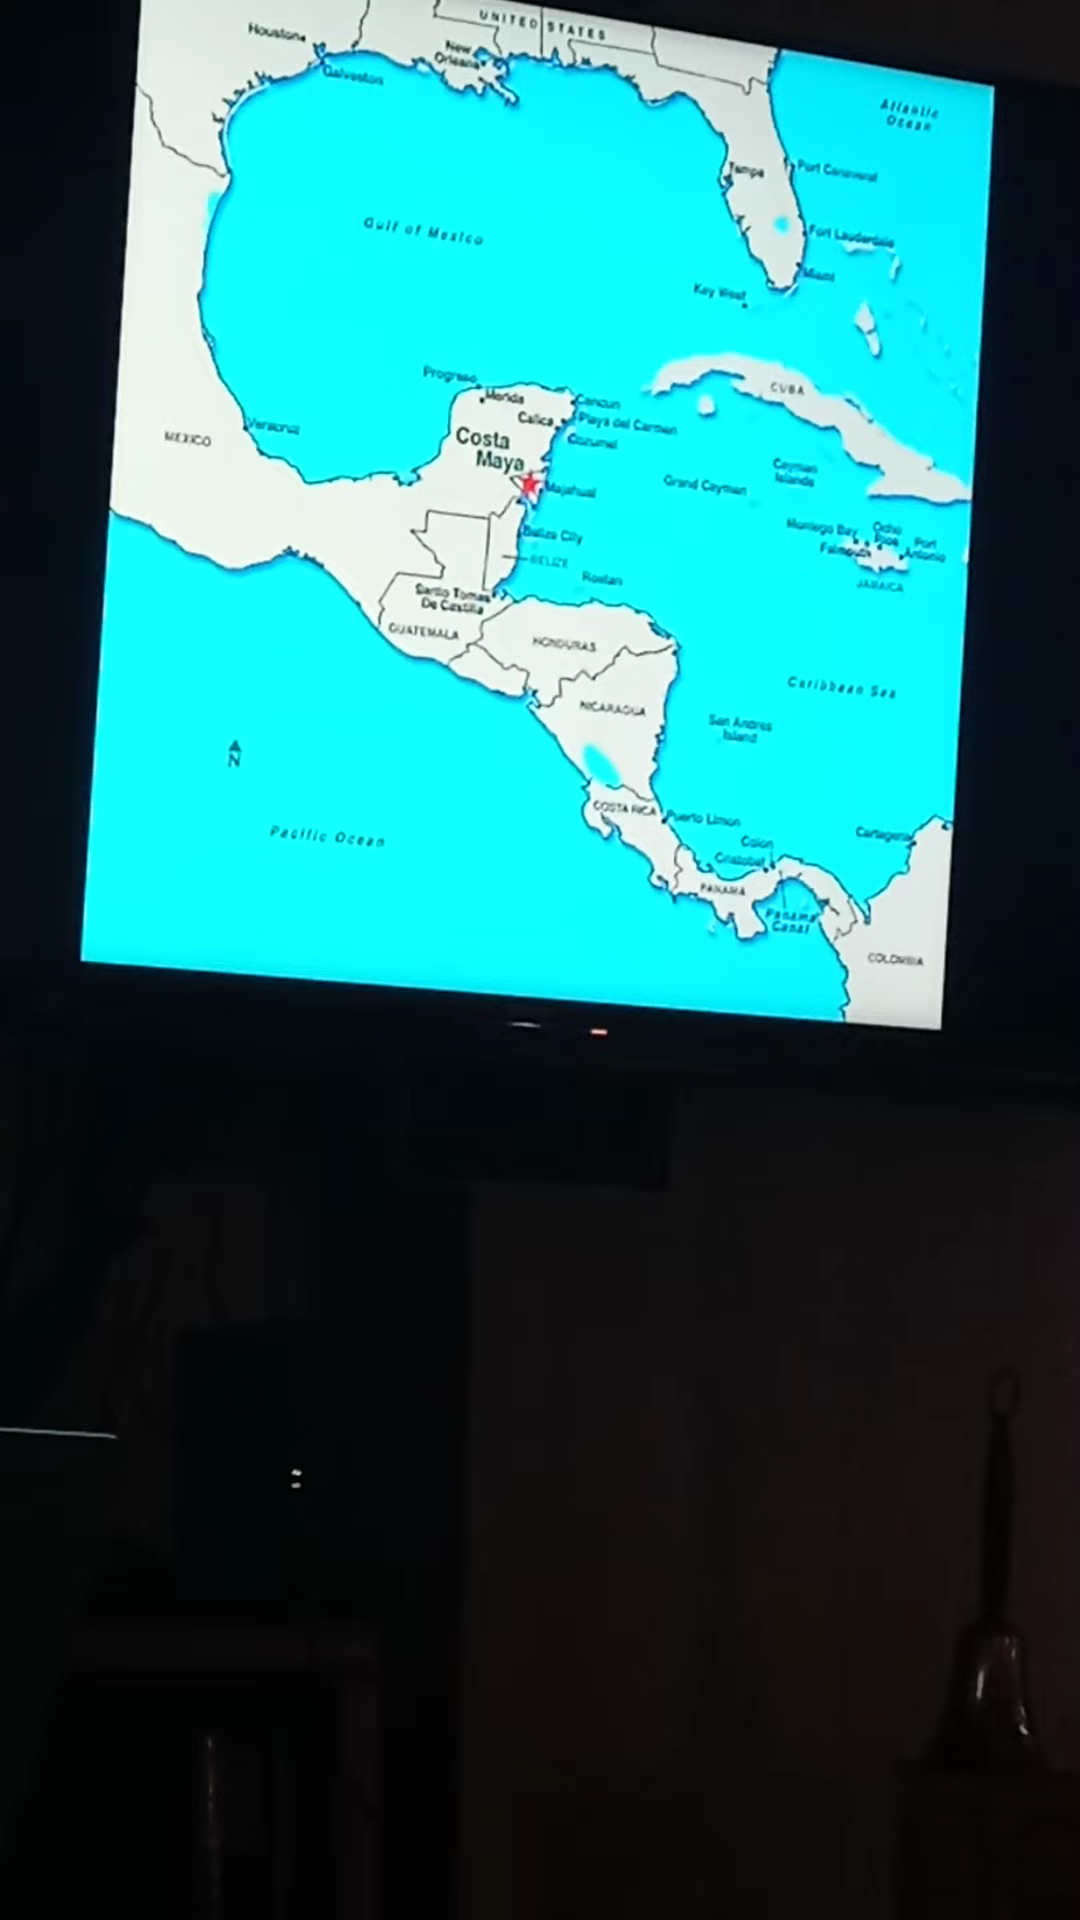 UNITED STATES
Houston
New
Orleans
Galveston
Atlantic
Ocean
Tampa
Port Canaveral
Gulf of Mexico
Fort Lauderdale
Miami
Key West
Progreso
Merida
Cancun
CUBA
Calica
Playa del Carmen
Veracruz
MEXICO
Costa
Maya
Cozumel
Cayman
Islands
Grand Cayman
Majahual
Montego Bay
Ocho
Rios
Port
Antonio
Falmouth
JAMAICA
Belize City
BELIZE
Roatan
Santo Tomas
De Castilla
GUATEMALA
HONDURAS
Caribbean Sea
NICARAGUA
San Andres
Island
N
COSTA RICA
Puerto Limon
Pacific Ocean
Colon
Cristobal
Cartagena
PANAMA
Panama
Canal
COLOMBIA